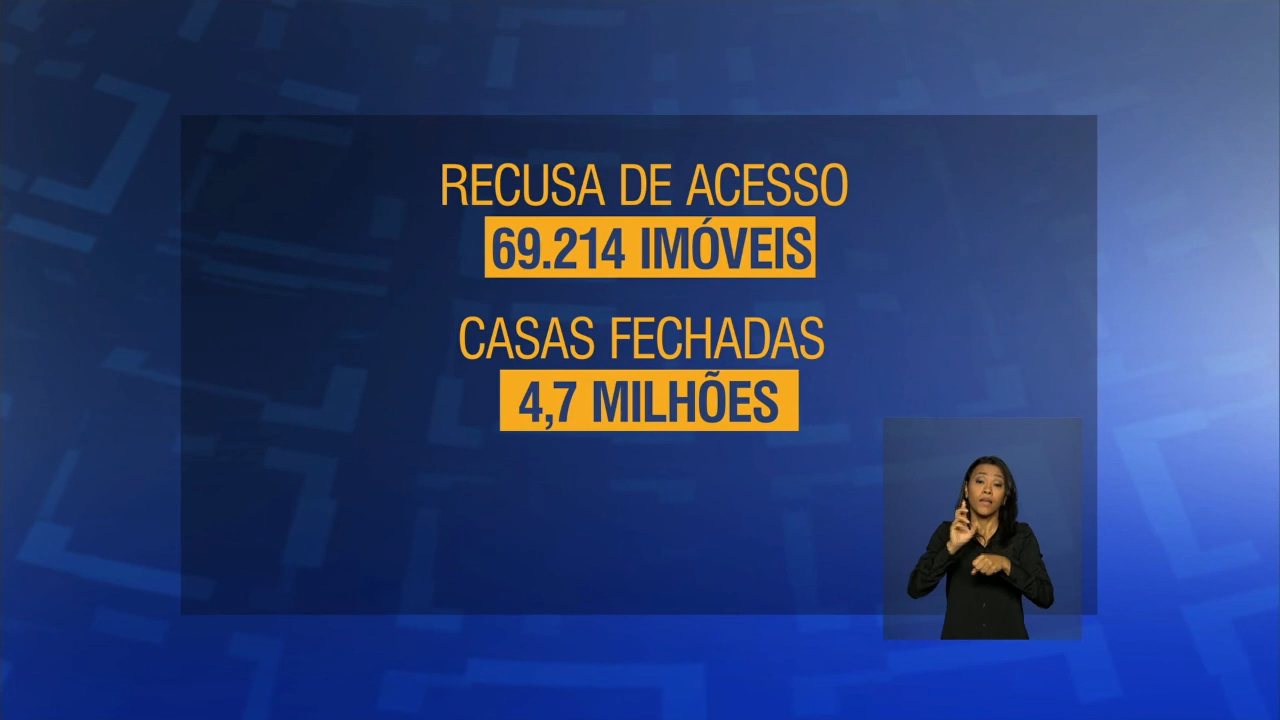 RECUSA DE ACESSO
69.214 IMÓVEIS
CASAS FECHADAS
4,7 MILHÕES